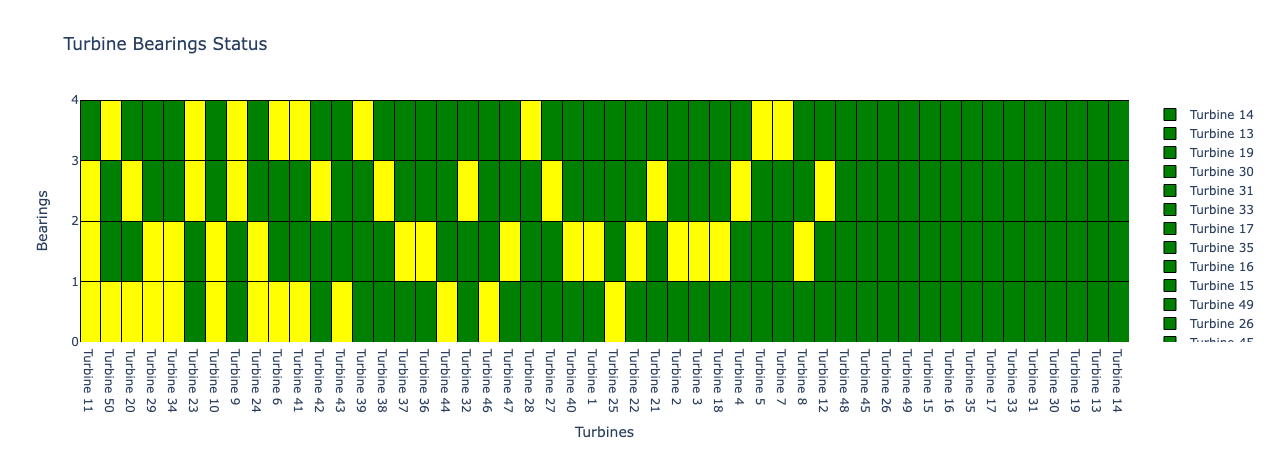 Turbine Bearings Status
4
3
2
1
0
Bearings
Turbine 11
Turbine 50
Turbine 20
Turbine 29
Turbine 34
Turbine 23
Turbine 10
Turbine 9
Turbine 24
Turbine 6
Turbine 41
Turbine 42
Turbine 43
Turbine 39
Turbine 38
Turbine 37
Turbine 36
Turbine 44
Turbine 32
Turbine 46
Turbine 47
Turbine 28
Turbine 27
Turbine 40
Turbine 1
Turbine 25
Turbine 22
Turbine 21
Turbine 2
Turbine 3
Turbine 18
Turbine 4
Turbine 5
Turbine 7
Turbine 8
Turbine 12
Turbine 48
Turbine 45
Turbine 26
Turbine 49
Turbine 15
Turbine 16
Turbine 35
Turbine 17
Turbine 33
Turbine 31
Turbine 30
Turbine 19
Turbine 13
Turbine 14
Turbines
Turbine 14
Turbine 13
Turbine 19
Turbine 30
Turbine 31
Turbine 33
Turbine 17
Turbine 35
Turbine 16
Turbine 15
Turbine 49
Turbine 26
Turbine 45